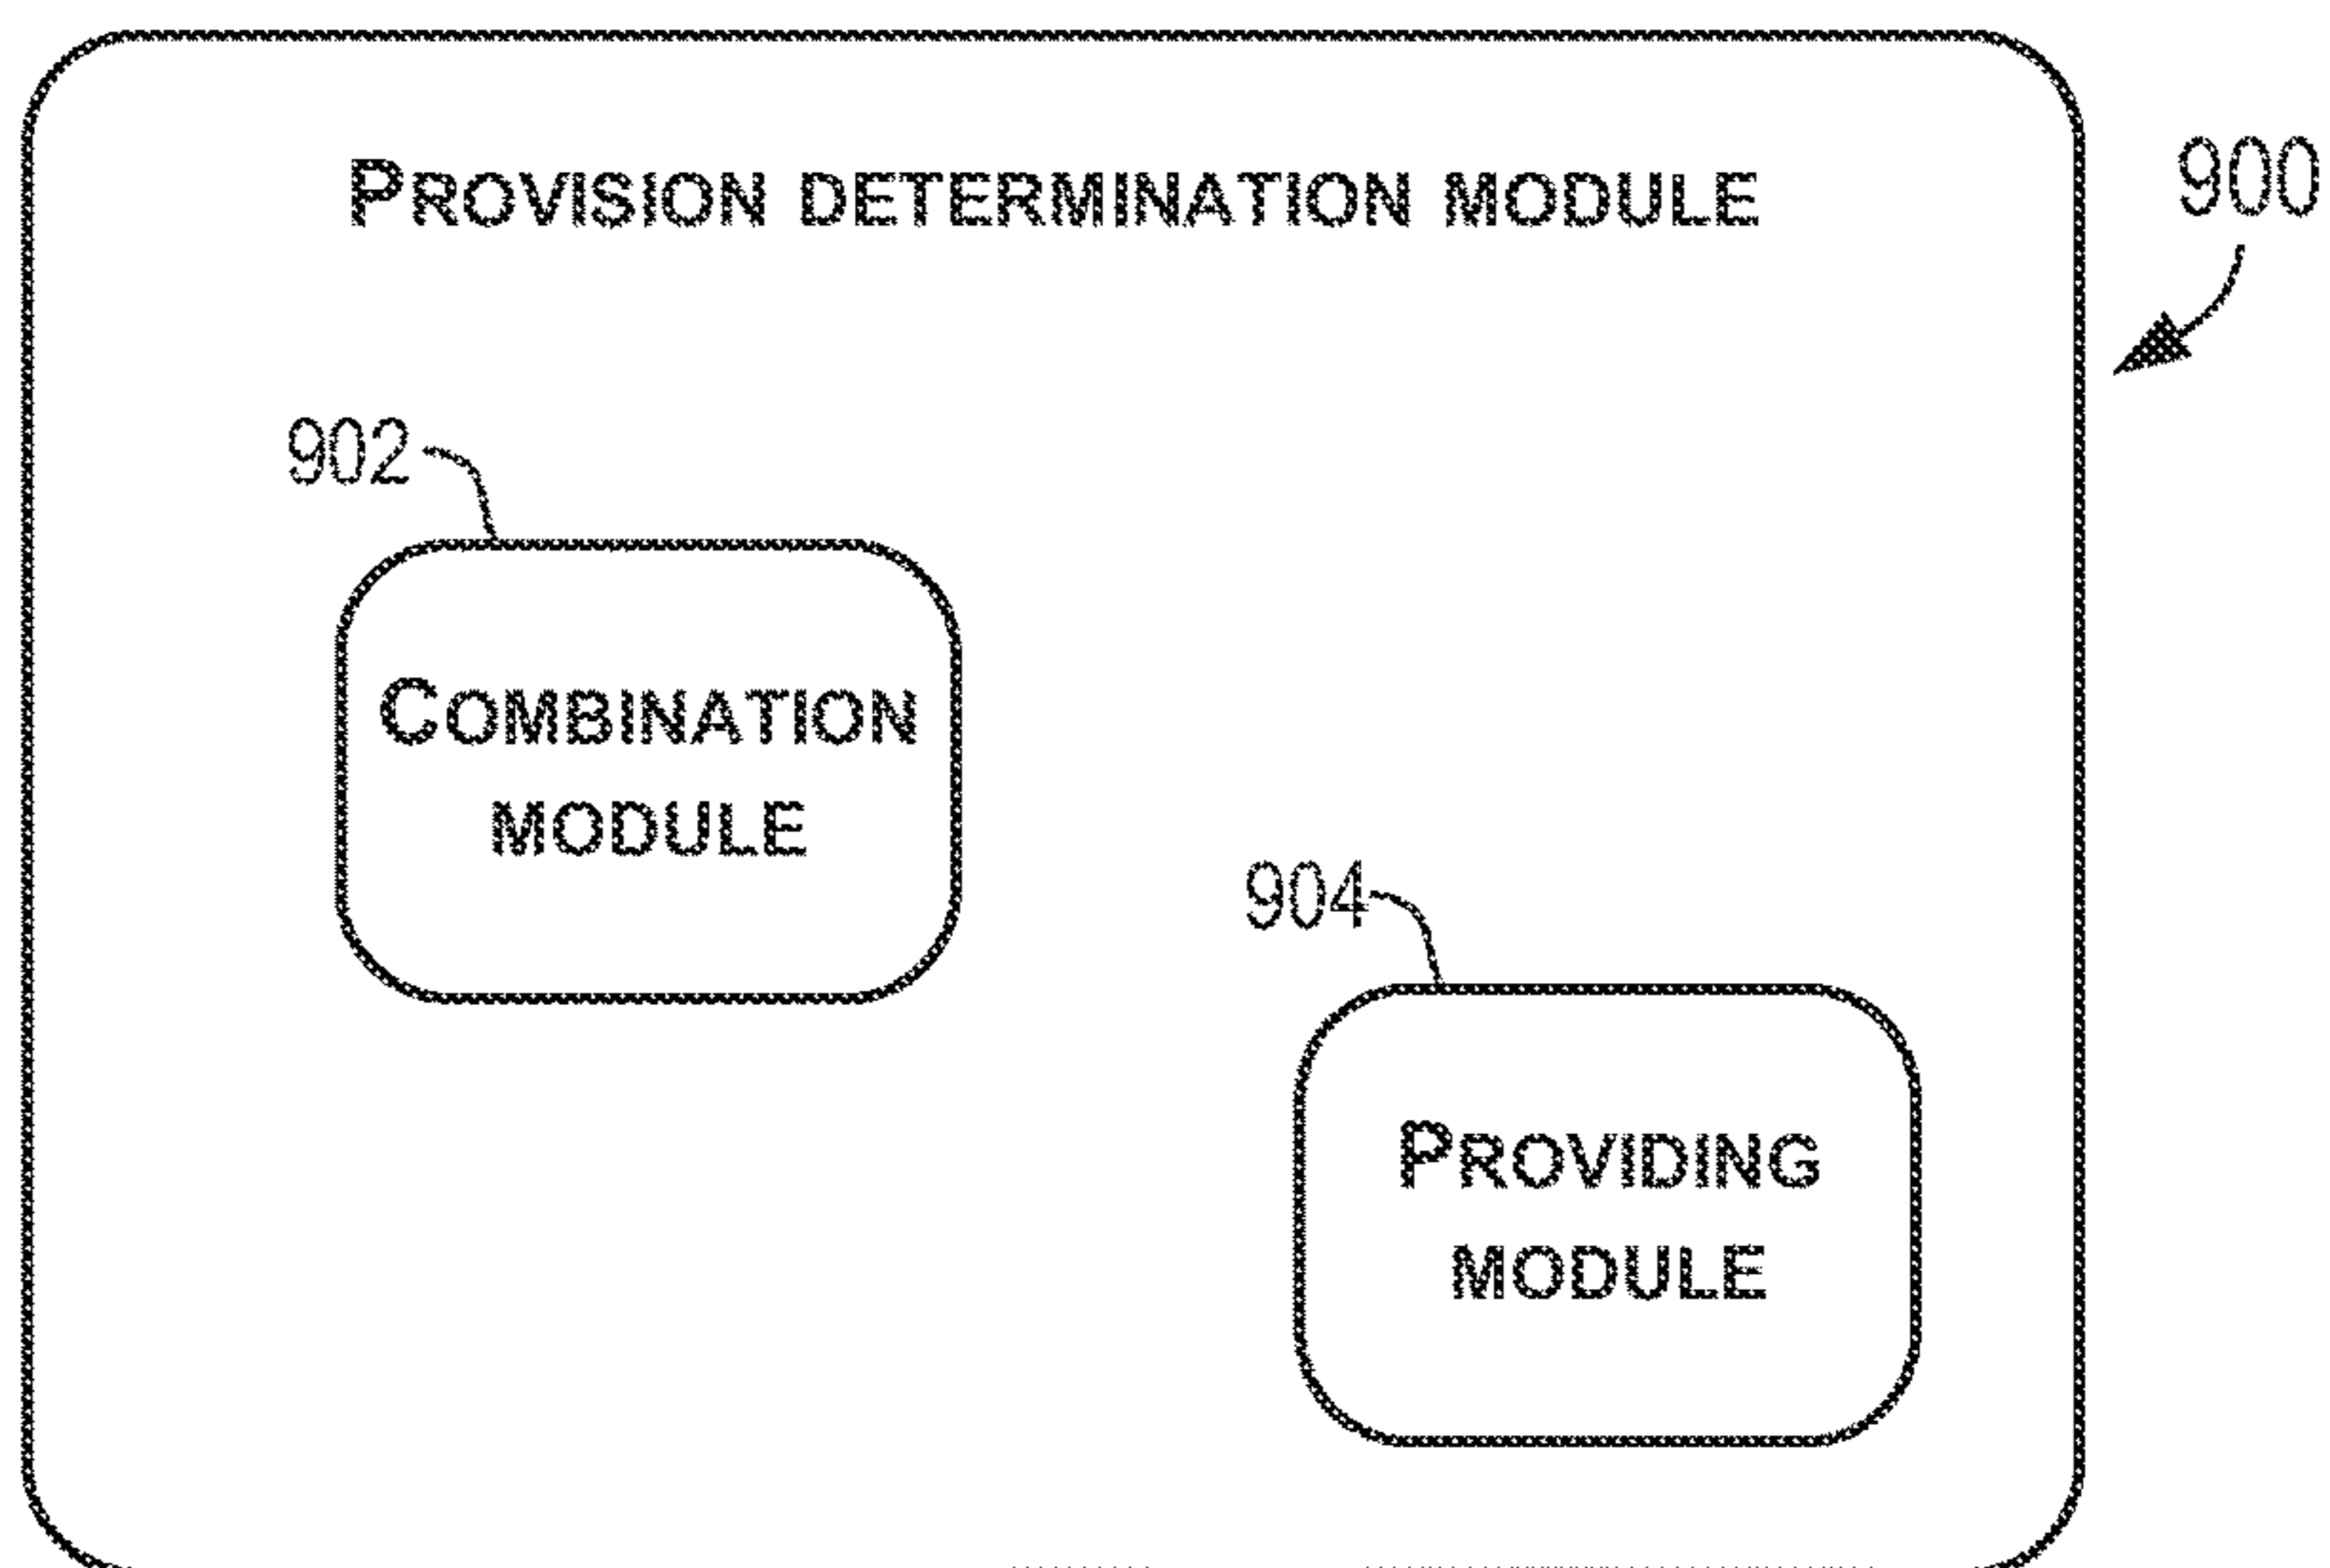 PROVISION DETERMINATION MODULE
900
902
COMBINATION
MODULE
904
PROVIDING
MODULE